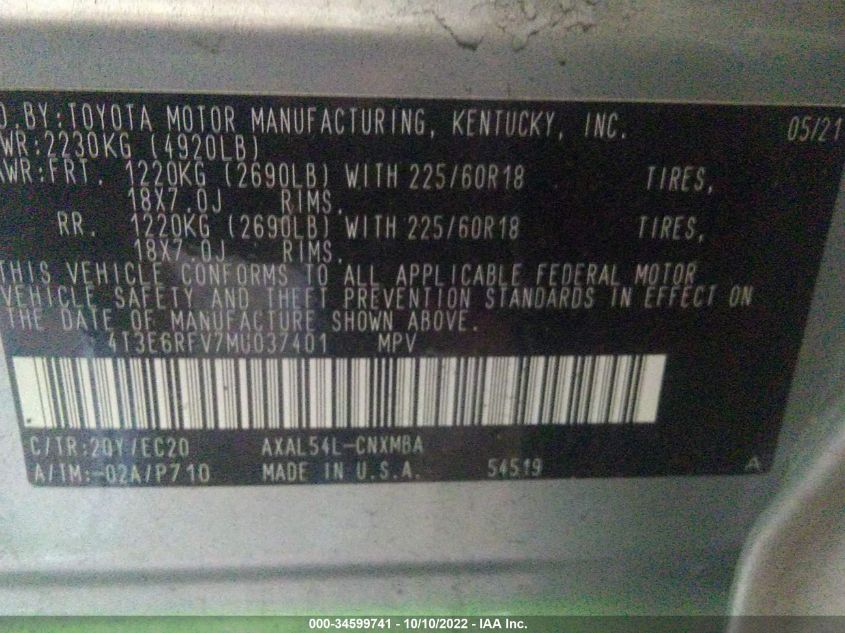 D BY:TOYOTA MOTOR MANUFACTURING, KENTUCKY, INC. 05/21
WR:2230KG (4920LB)
AWR:FRT. 1220KG (2690LB) WITH 225/60R18 TIRES,
18X7.0J RIMS,
RR. 1220KG (2690LB) WITH 225/60R18 TIRES,
18X7.0J RIMS.
THIS VEHICLE CONFORMS TO ALL APPLICABLE FEDERAL MOTOR
VEHICLE SAFETY AND THEFT PREVENTION STANDARDS IN EFFECT ON
THE DATE OF MANUFACTURE SHOWN ABOVE.
4T3E6RFV7MU037401 MPV
C/TR:20Y/EC20 AXAL54L-CNXMBA
A/TM:-02A/P710 MADE IN U.S.A. 54519 A
000-34599741 - 10/10/2022 - IAA Inc.